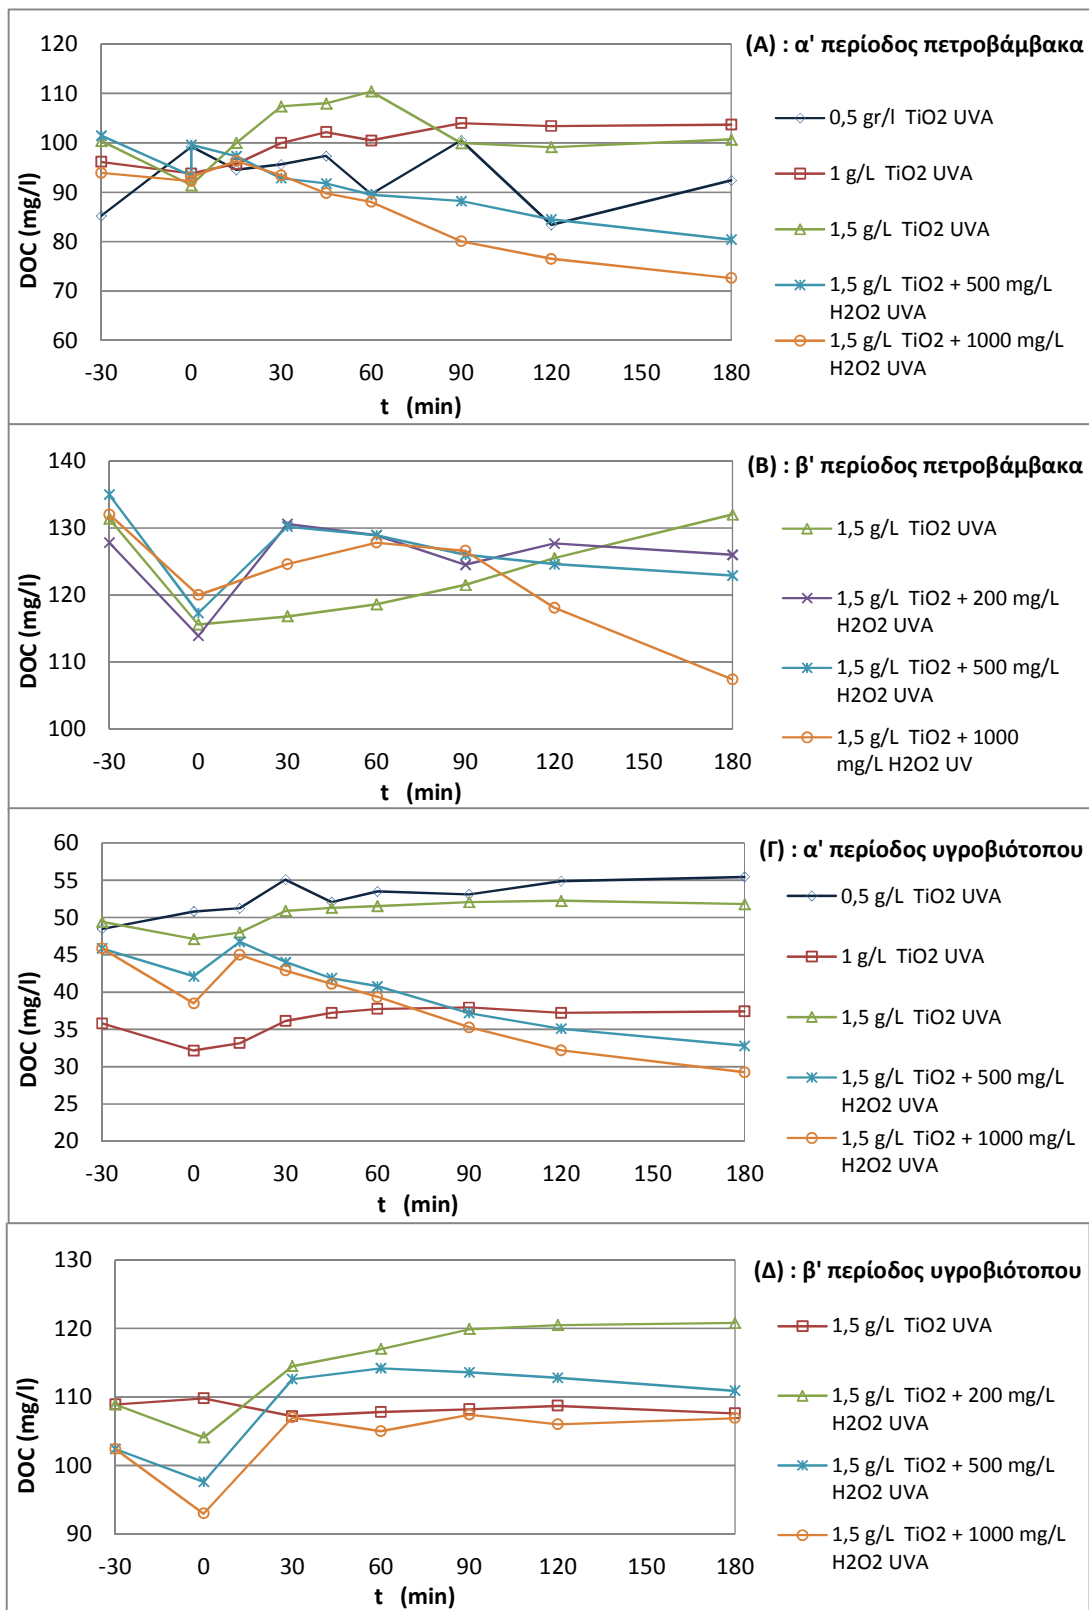 (A) : α' περίοδος πετροβάμβακα
120
110
100
90
80
70
60
DOC (mg/l)
-30 0 30 60 90 120 150 180
t (min)
0,5 gr/l TiO2 UVA
1 g/L TiO2 UVA
1,5 g/L TiO2 UVA
1,5 g/L TiO2 + 500 mg/L
H2O2 UVA
1,5 g/L TiO2 + 1000 mg/L
H2O2 UVA
(B) : β' περίοδος πετροβάμβακα
140
130
120
110
100
DOC (mg/l)
-30 0 30 60 90 120 150 180
t (min)
1,5 g/L TiO2 UVA
1,5 g/L TiO2 + 200 mg/L
H2O2 UVA
1,5 g/L TiO2 + 500 mg/L
H2O2 UVA
1,5 g/L TiO2 + 1000
mg/L H2O2 UV
(Γ) : α' περίοδος υγροβιότοπου
60
55
50
45
40
35
30
25
20
DOC (mg/l)
-30 0 30 60 90 120 150 180
t (min)
0,5 g/L TiO2 UVA
1 g/L TiO2 UVA
1,5 g/L TiO2 UVA
1,5 g/L TiO2 + 500 mg/L
H2O2 UVA
1,5 g/L TiO2 + 1000 mg/L
H2O2 UVA
(Δ) : β' περίοδος υγροβιότοπου
130
120
110
100
90
DOC (mg/l)
-30 0 30 60 90 120 150 180
t (min)
1,5 g/L TiO2 UVA
1,5 g/L TiO2 + 200 mg/L
H2O2 UVA
1,5 g/L TiO2 + 500 mg/L
H2O2 UVA
1,5 g/L TiO2 + 1000 mg/L
H2O2 UVA